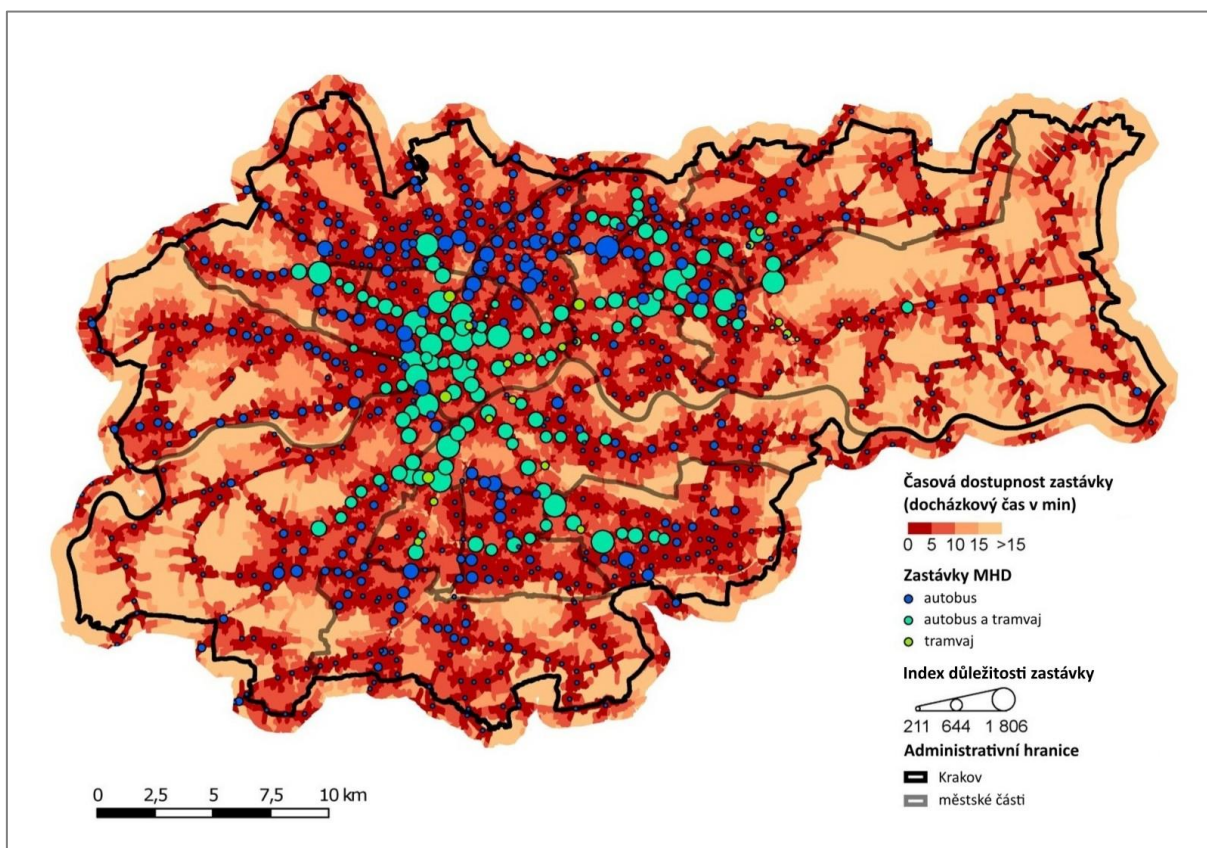 Časová dostupnost zastávky
(docházkový čas v min)
0 5 10 15 >15
Zastávky MHD
autobus
autobus a tramvaj
tramvaj
Index důležitosti zastávky
211 644 1 806
Administrativní hranice
Krakov
městské části
0 2,5 5 7,5 10 km